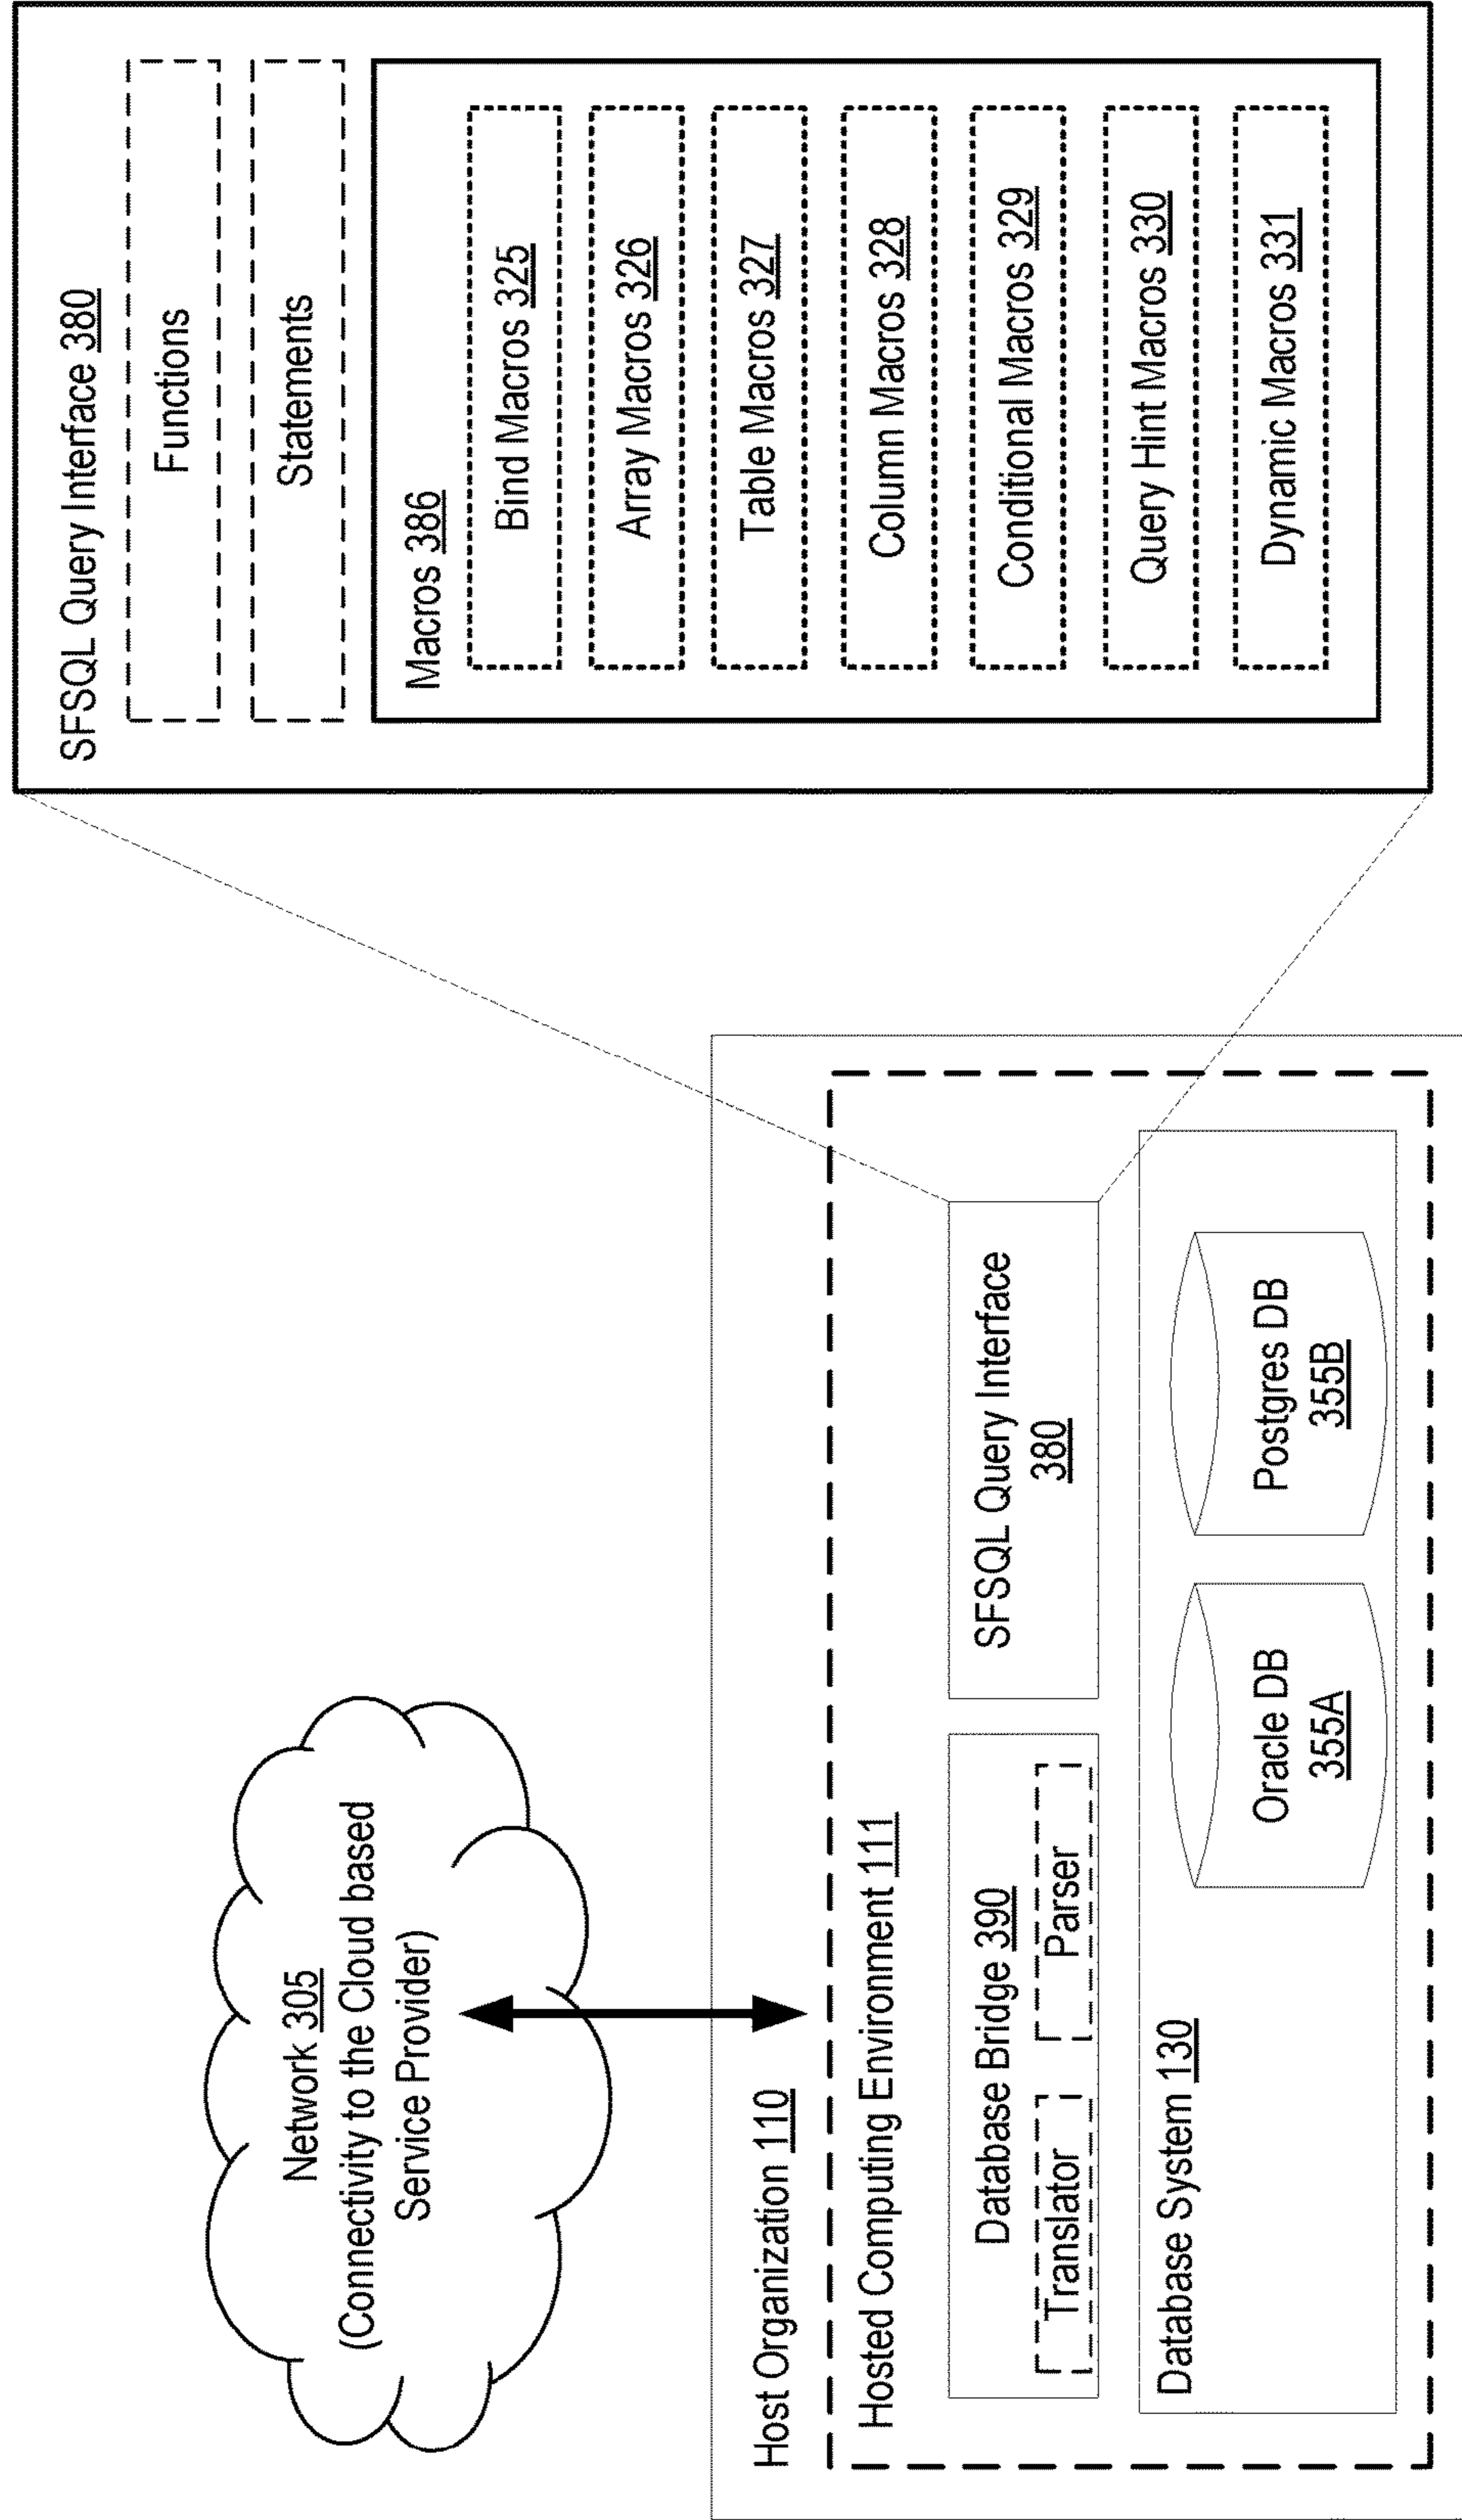 Network 305
(Connectivity to the Cloud based
Service Provider)
Host Organization 110
Hosted Computing Environment 111
Database Bridge 390
Translator
Parser
SFSQL Query Interface
380
Database System 130
Oracle DB
355A
Postgres DB
355B
SFSQL Query Interface 380
Functions
Statements
Macros 386
Bind Macros 325
Array Macros 326
Table Macros 327
Column Macros 328
Conditional Macros 329
Query Hint Macros 330
Dynamic Macros 331